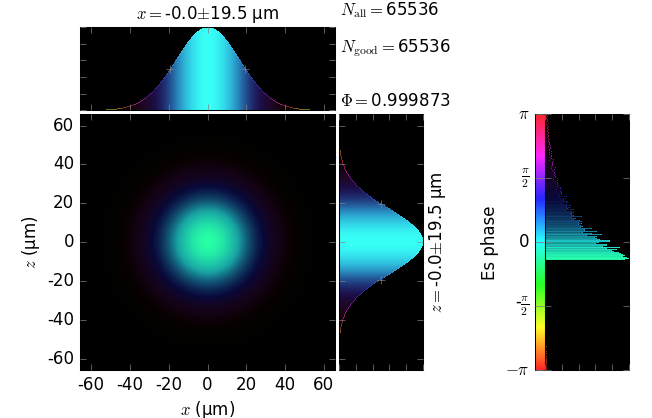 x = -0.0±19.5 μm
N_all = 65536
N_good = 65536
Φ = 0.999873
60
40
20
0
-20
-40
-60
z (μm)
-60 -40 -20 0 20 40 60
x (μm)
z = -0.0±19.5 μm
Es phase
π
π/2
0
-π/2
−π